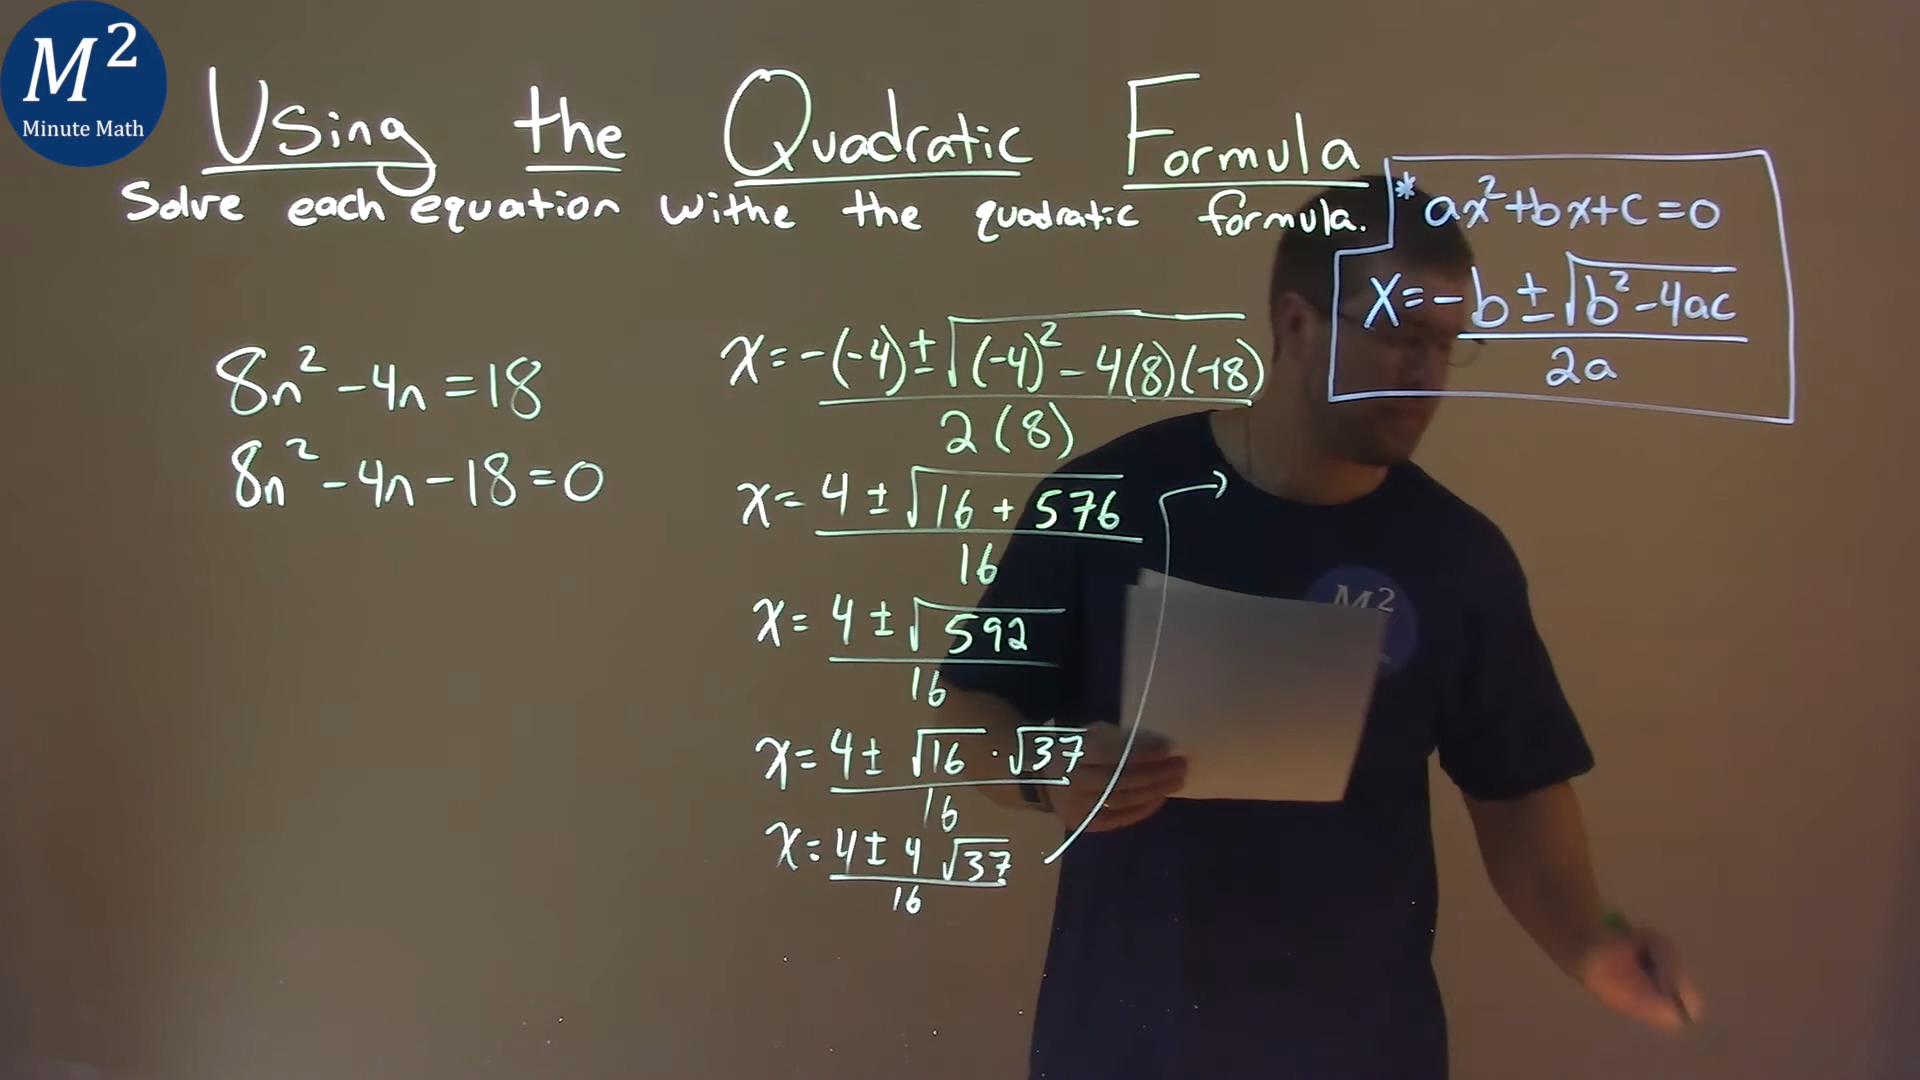 M²
Minute Math
Using the Quadratic Formula
Solve each equation withe the quadratic formula.
* ax²+bx+c=0
x=-b±√b²-4ac
2a
8n²-4n=18
8n²-4n-18=0
x=-(-4)±√(-4)²-4(8)(-18)
2(8)
x=4±√16+576
16
x=4±√592
16
x=4±√16·√37
16
x=4±4√37
16
M²